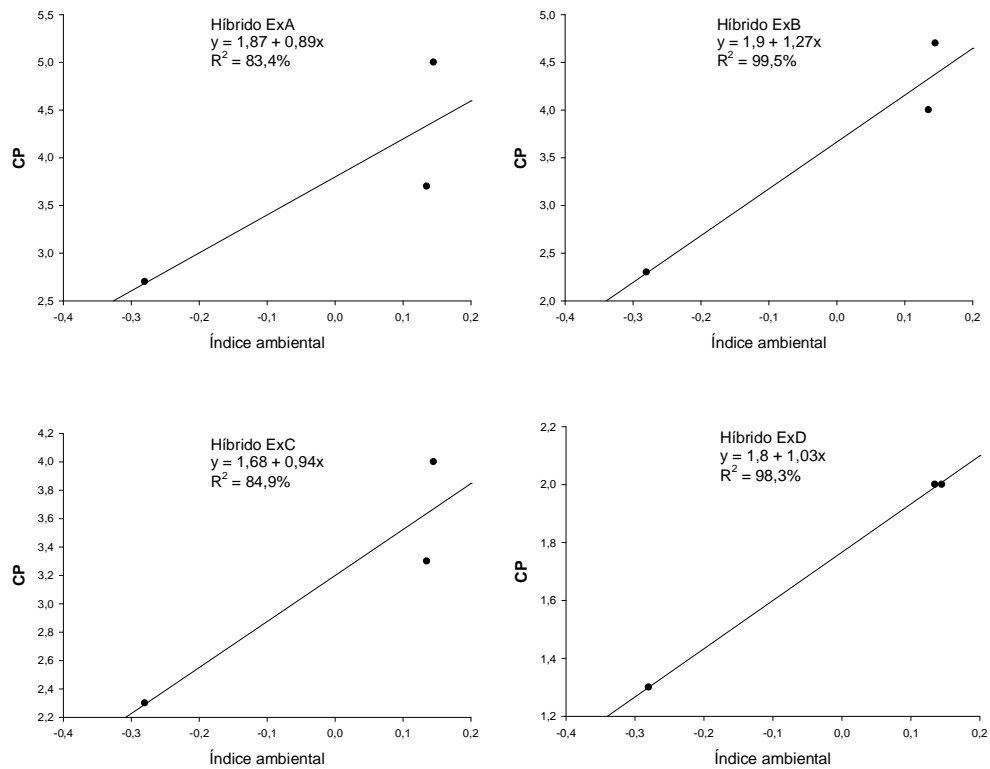 Híbrido ExA
y = 1,87 + 0,89x
R² = 83,4%
5,5
5,0
4,5
4,0
3,5
3,0
2,5
CP
-0,4 -0,3 -0,2 -0,1 0,0 0,1 0,2
Índice ambiental
Híbrido ExB
y = 1,9 + 1,27x
R² = 99,5%
5,0
4,5
4,0
3,5
3,0
2,5
2,0
CP
-0,4 -0,3 -0,2 -0,1 0,0 0,1 0,2
Índice ambiental
Híbrido ExC
y = 1,68 + 0,94x
R² = 84,9%
4,2
4,0
3,8
3,6
3,4
3,2
3,0
2,8
2,6
2,4
2,2
CP
-0,4 -0,3 -0,2 -0,1 0,0 0,1 0,2
Índice ambiental
Híbrido ExD
y = 1,8 + 1,03x
R² = 98,3%
2,2
2,0
1,8
1,6
1,4
1,2
CP
-0,4 -0,3 -0,2 -0,1 0,0 0,1 0,2
Índice ambiental